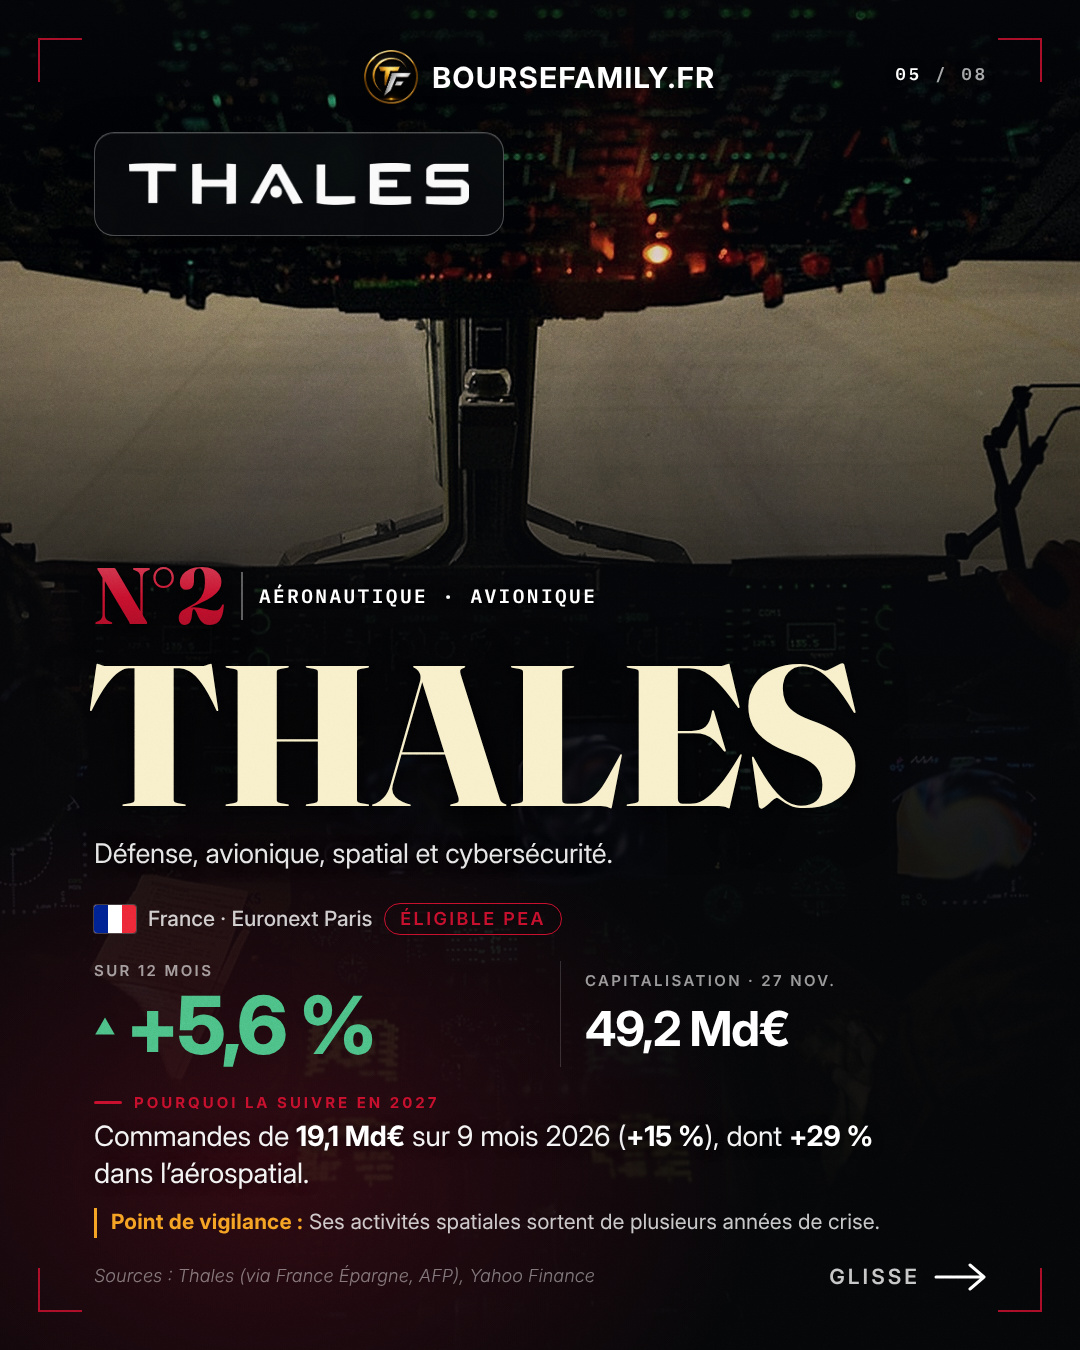 BOURSEFAMILY.FR
05 / 08
THALES
N°2
AÉRONAUTIQUE · AVIONIQUE
THALES
Défense, avionique, spatial et cybersécurité.
France · Euronext Paris
ÉLIGIBLE PEA
SUR 12 MOIS
+5,6 %
CAPITALISATION · 27 NOV.
49,2 Md€
POURQUOI LA SUIVRE EN 2027
Commandes de 19,1 Md€ sur 9 mois 2026 (+15 %), dont +29 %
dans l’aérospatial.
Point de vigilance : Ses activités spatiales sortent de plusieurs années de crise.
Sources : Thales (via France Épargne, AFP), Yahoo Finance
GLISSE